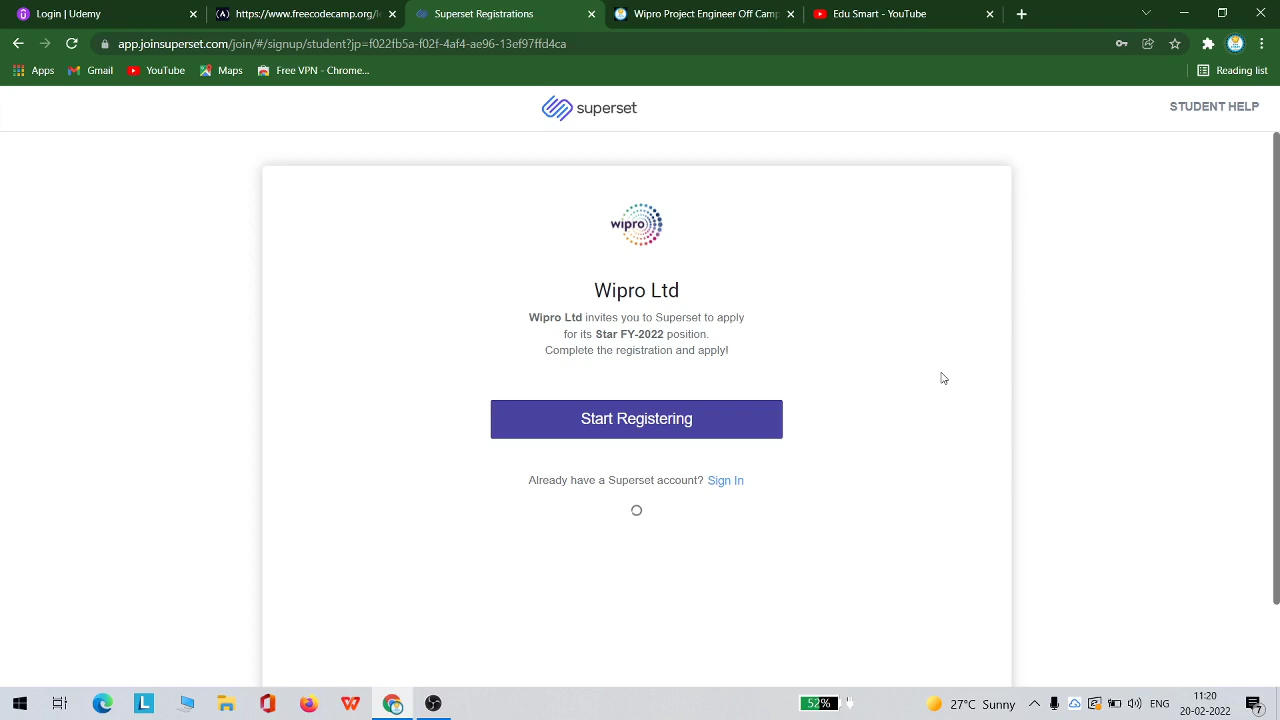 Login | Udemy
https://www.freecodecamp.org/le
Superset Registrations
Wipro Project Engineer Off Camp
Edu Smart - YouTube
app.joinsuperset.com/join/#/signup/student?jp=f022fb5a-f02f-4af4-ae96-13ef97ffd4ca
Apps
Gmail
YouTube
Maps
Free VPN - Chrome...
Reading list
superset
STUDENT HELP
wipro
Wipro Ltd
Wipro Ltd invites you to Superset to apply
for its Star FY-2022 position.
Complete the registration and apply!
Start Registering
Already have a Superset account? Sign In
52%
27°C Sunny
ENG
11:20
20-02-2022
7